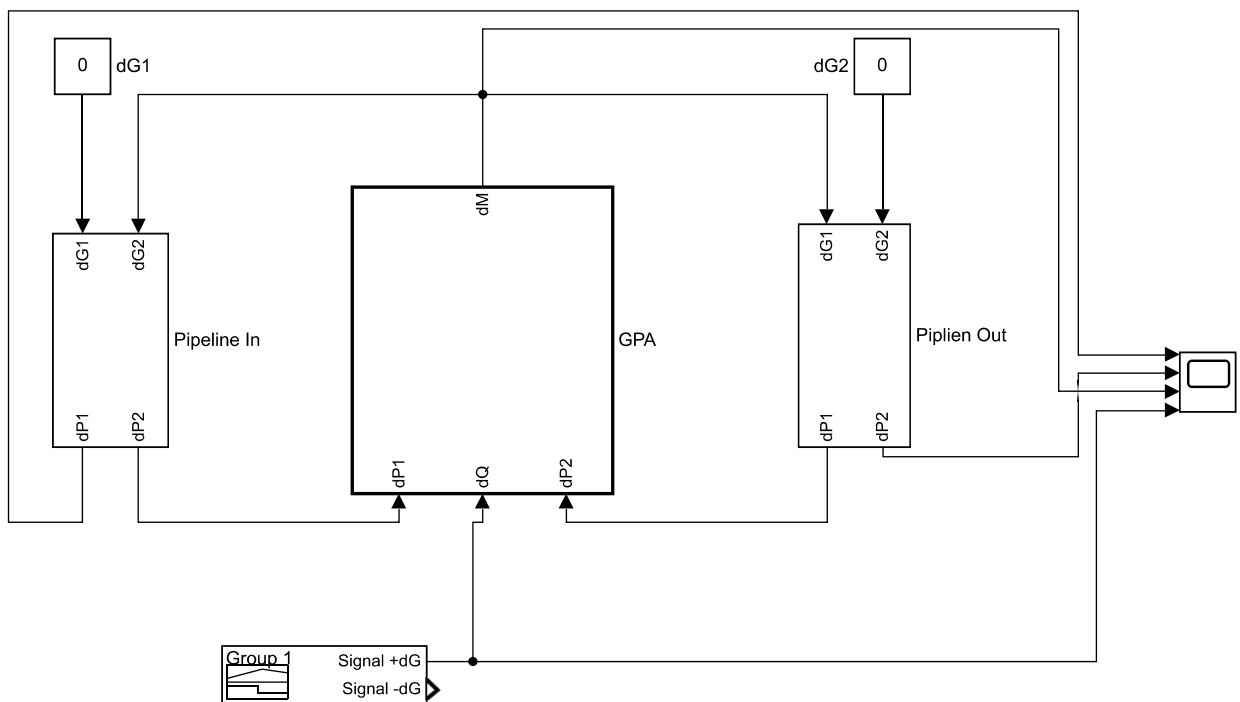 0
dG1
dG2
0
dM
dG1
dG2
dG1
dG2
Pipeline In
GPA
Piplien Out
dP1
dP2
dP1
dP2
dP1
dQ
dP2
Group 1
Signal +dG
Signal -dG